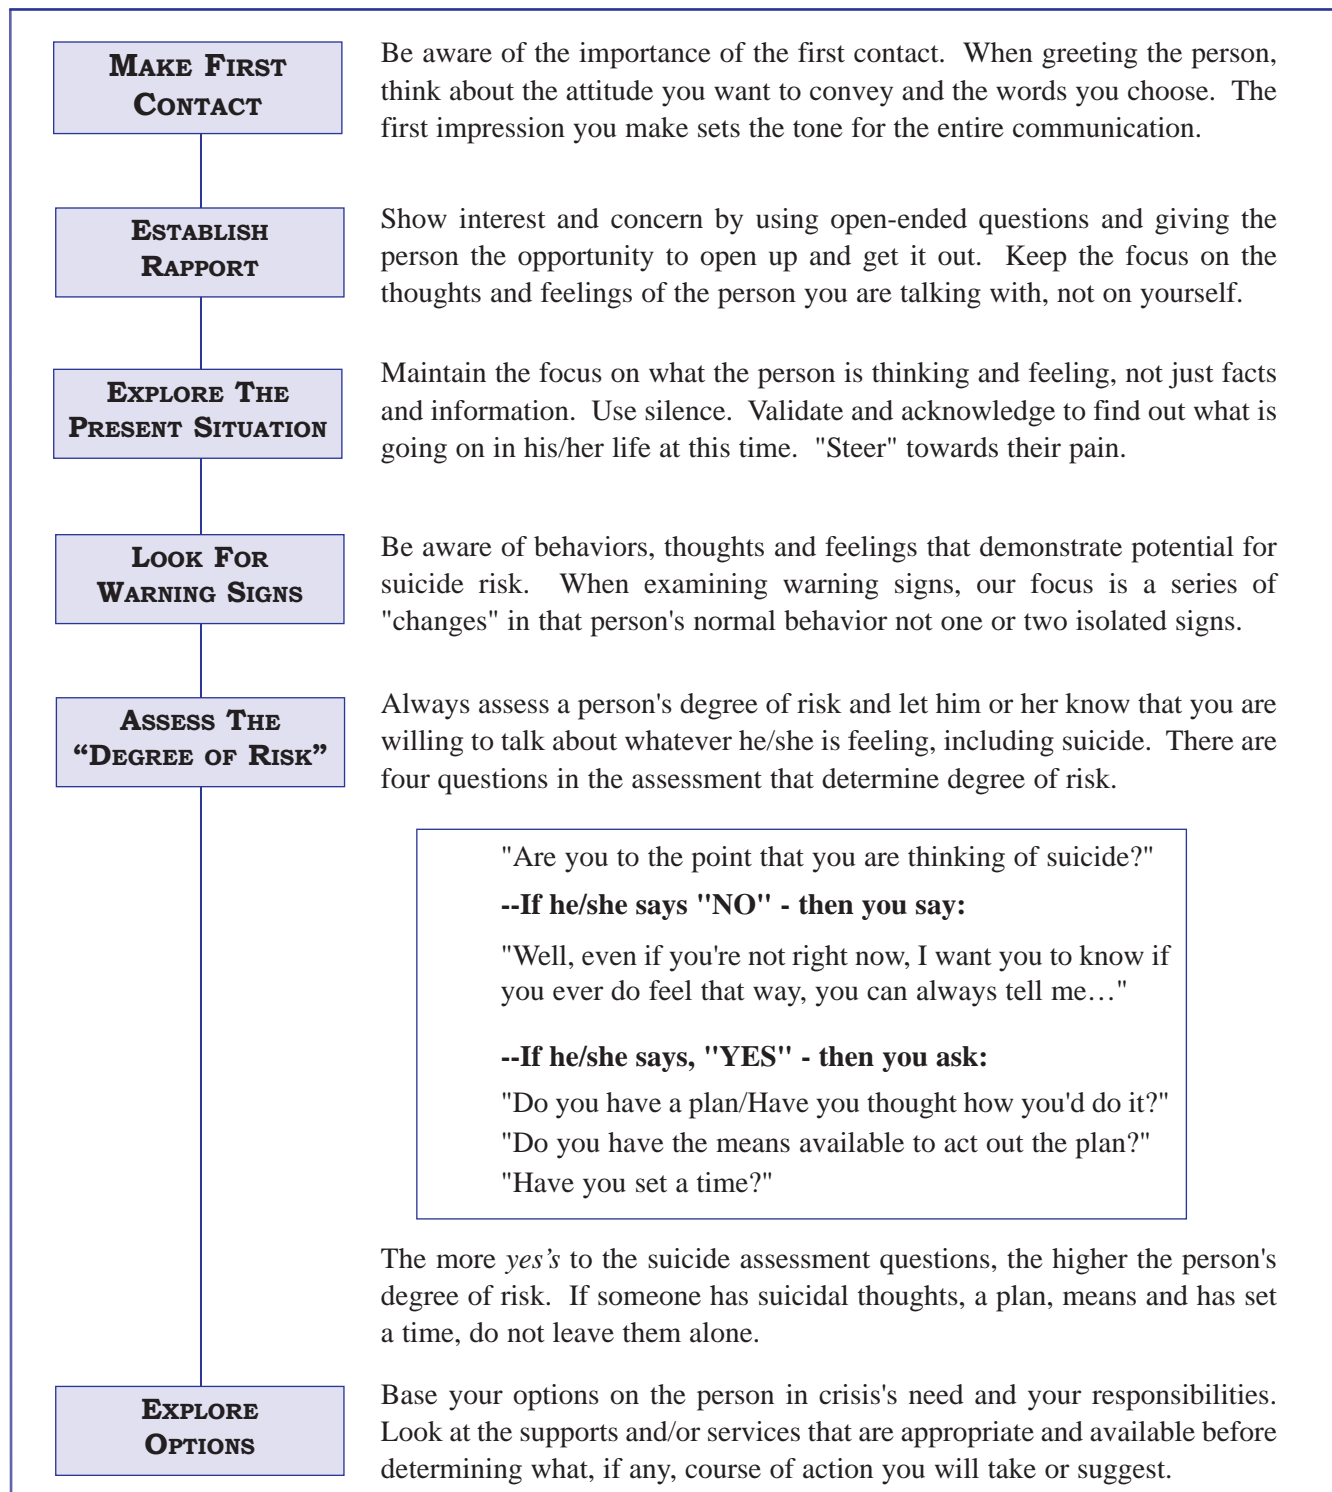 MAKE FIRST
CONTACT
Be aware of the importance of the first contact.  When greeting the person,
think about the attitude you want to convey and the words you choose.  The
first impression you make sets the tone for the entire communication.
ESTABLISH
RAPPORT
Show interest and concern by using open-ended questions and giving the
person the opportunity to open up and get it out.  Keep the focus on the
thoughts and feelings of the person you are talking with, not on yourself.
EXPLORE THE
PRESENT SITUATION
Maintain the focus on what the person is thinking and feeling, not just facts
and information.  Use silence.  Validate and acknowledge to find out what is
going on in his/her life at this time.  "Steer" towards their pain.
LOOK FOR
WARNING SIGNS
Be aware of behaviors, thoughts and feelings that demonstrate potential for
suicide risk.  When examining warning signs, our focus is a series of
"changes" in that person's normal behavior not one or two isolated signs.
ASSESS THE
“DEGREE OF RISK”
Always assess a person's degree of risk and let him or her know that you are
willing to talk about whatever he/she is feeling, including suicide.  There are
four questions in the assessment that determine degree of risk.
"Are you to the point that you are thinking of suicide?"
--If he/she says "NO" - then you say:
"Well, even if you're not right now, I want you to know if
you ever do feel that way, you can always tell me…"
--If he/she says, "YES" - then you ask:
"Do you have a plan/Have you thought how you'd do it?"
"Do you have the means available to act out the plan?"
"Have you set a time?"
The more yes’s to the suicide assessment questions, the higher the person's
degree of risk.  If someone has suicidal thoughts, a plan, means and has set
a time, do not leave them alone.
EXPLORE
OPTIONS
Base your options on the person in crisis's need and your responsibilities.
Look at the supports and/or services that are appropriate and available before
determining what, if any, course of action you will take or suggest.